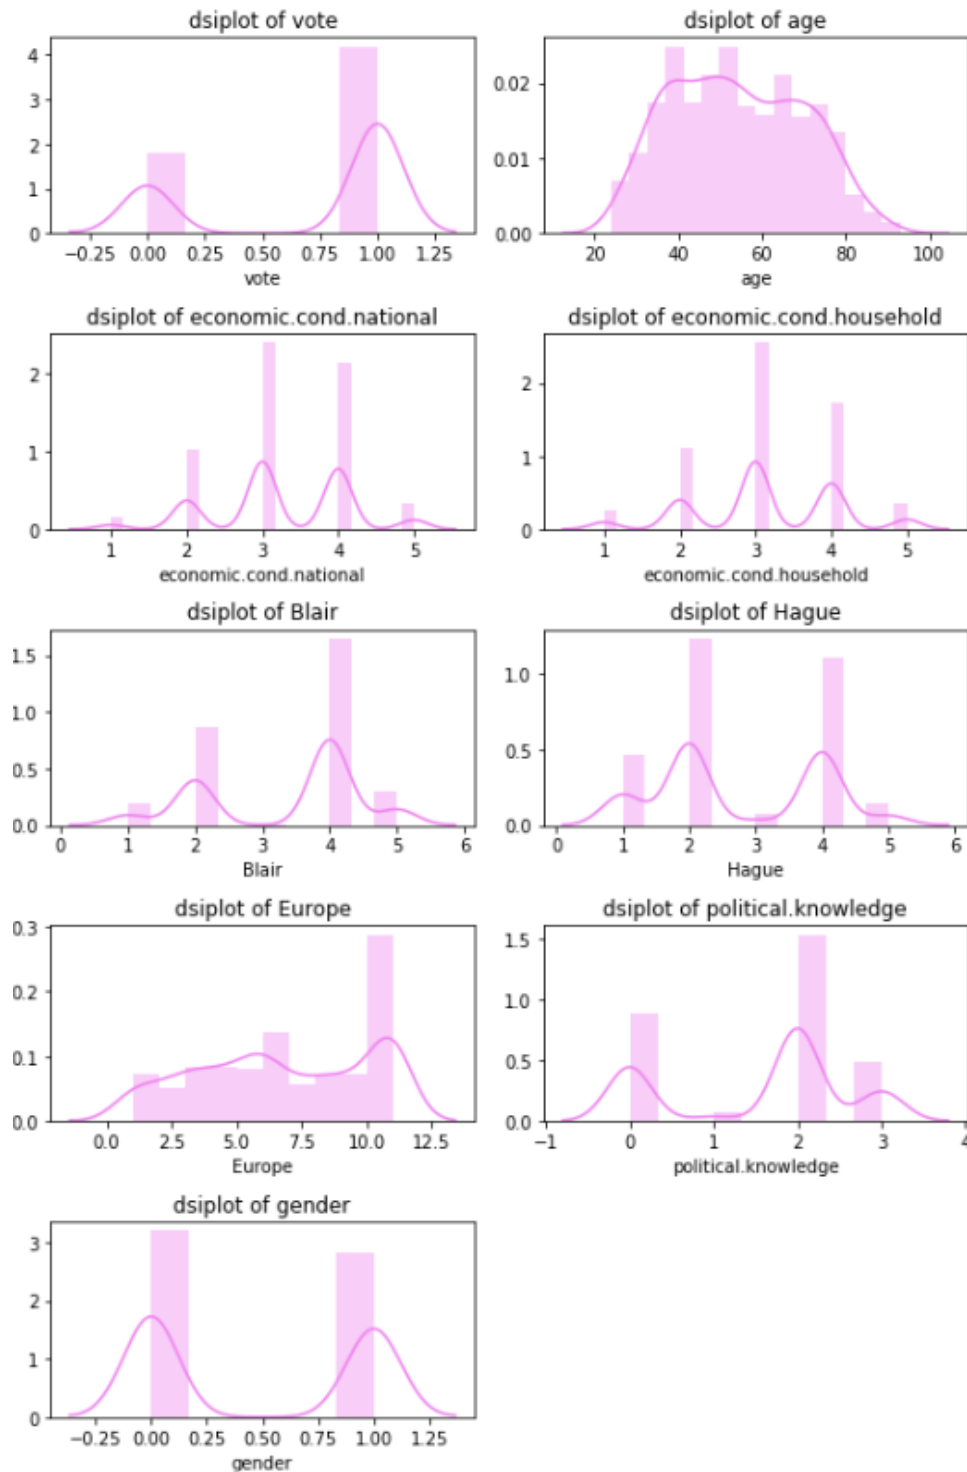 dsiplot of vote
4
3
2
1
0
−0.25 0.00 0.25 0.50 0.75 1.00 1.25
vote
dsiplot of age
0.02
0.01
0.00
20 40 60 80 100
age
dsiplot of economic.cond.national
2
1
0
1 2 3 4 5
economic.cond.national
dsiplot of economic.cond.household
2
1
0
1 2 3 4 5
economic.cond.household
dsiplot of Blair
1.5
1.0
0.5
0.0
0 1 2 3 4 5 6
Blair
dsiplot of Hague
1.0
0.5
0.0
0 1 2 3 4 5 6
Hague
dsiplot of Europe
0.3
0.2
0.1
0.0
0.0 2.5 5.0 7.5 10.0 12.5
Europe
dsiplot of political.knowledge
1.5
1.0
0.5
0.0
−1 0 1 2 3 4
political.knowledge
dsiplot of gender
3
2
1
0
−0.25 0.00 0.25 0.50 0.75 1.00 1.25
gender